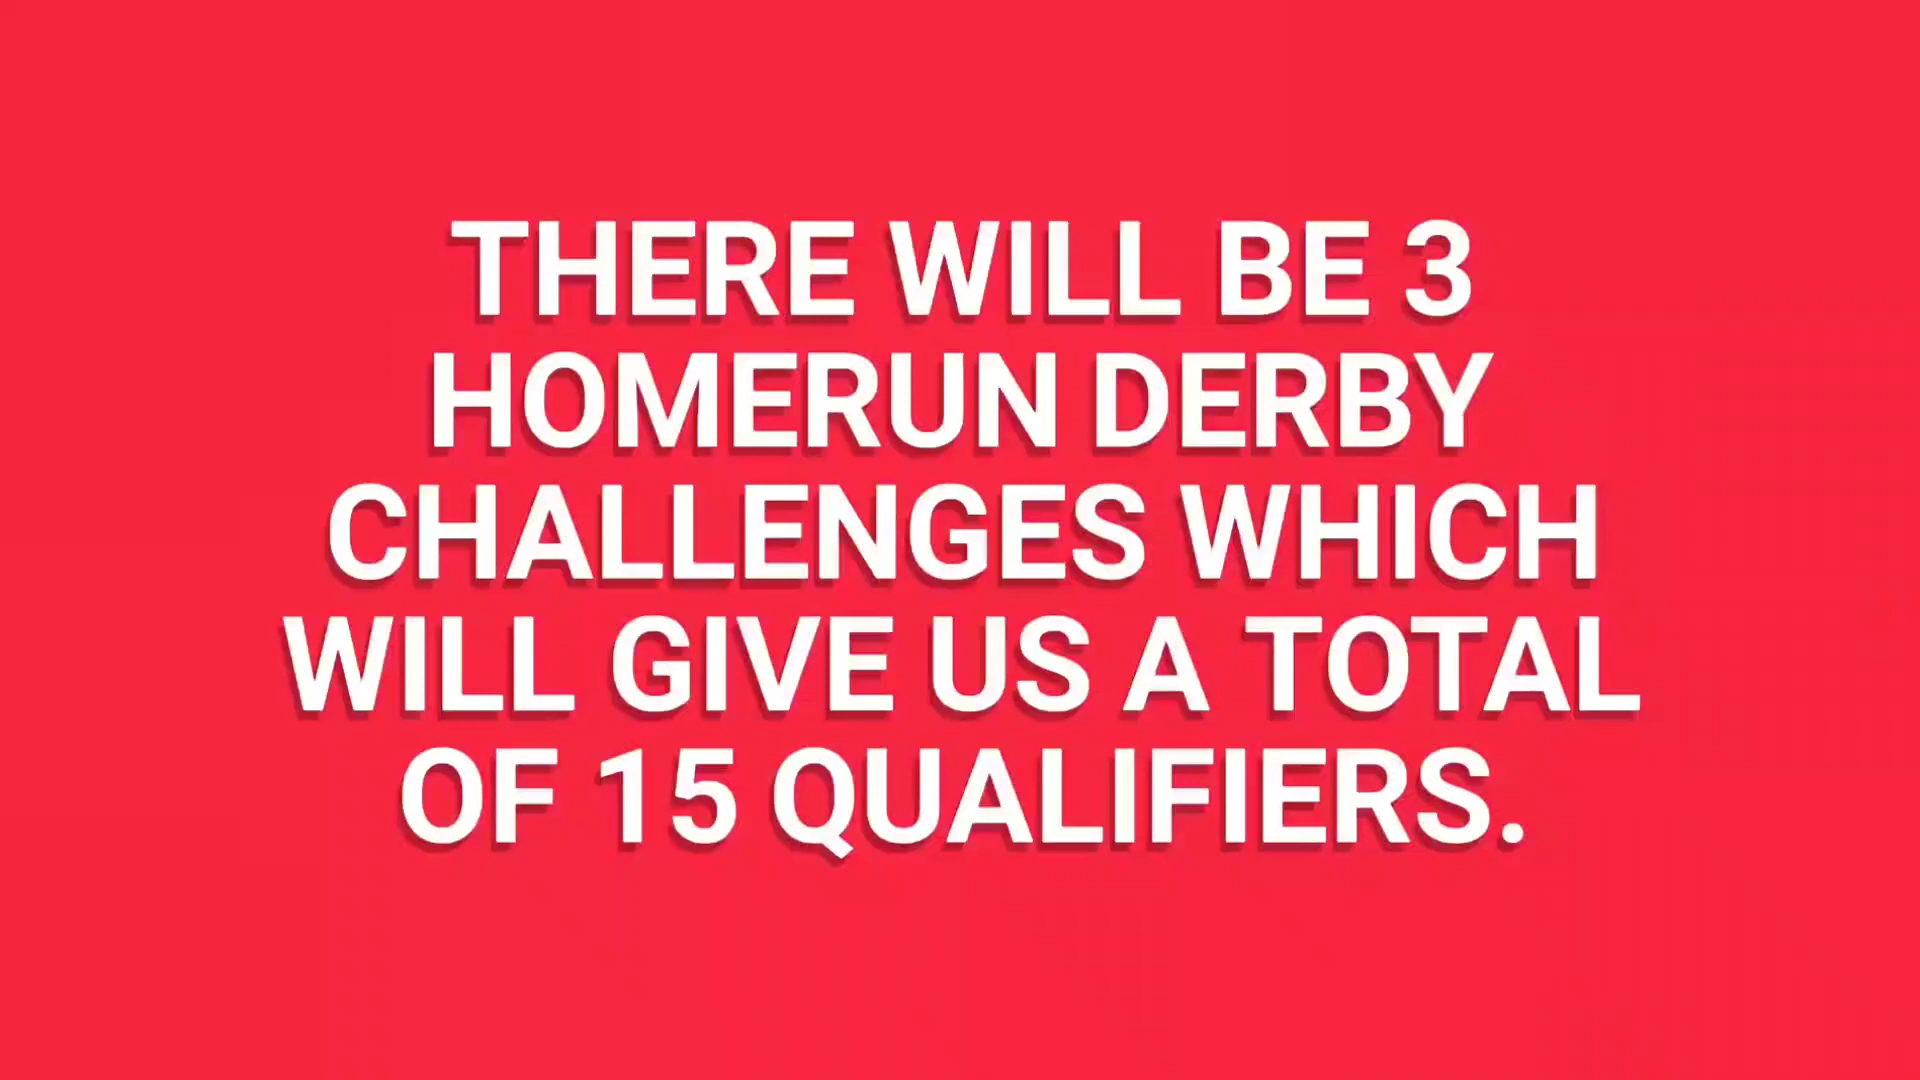 THERE WILL BE 3
HOMERUN DERBY
CHALLENGES WHICH
WILL GIVE US A TOTAL
OF 15 QUALIFIERS.